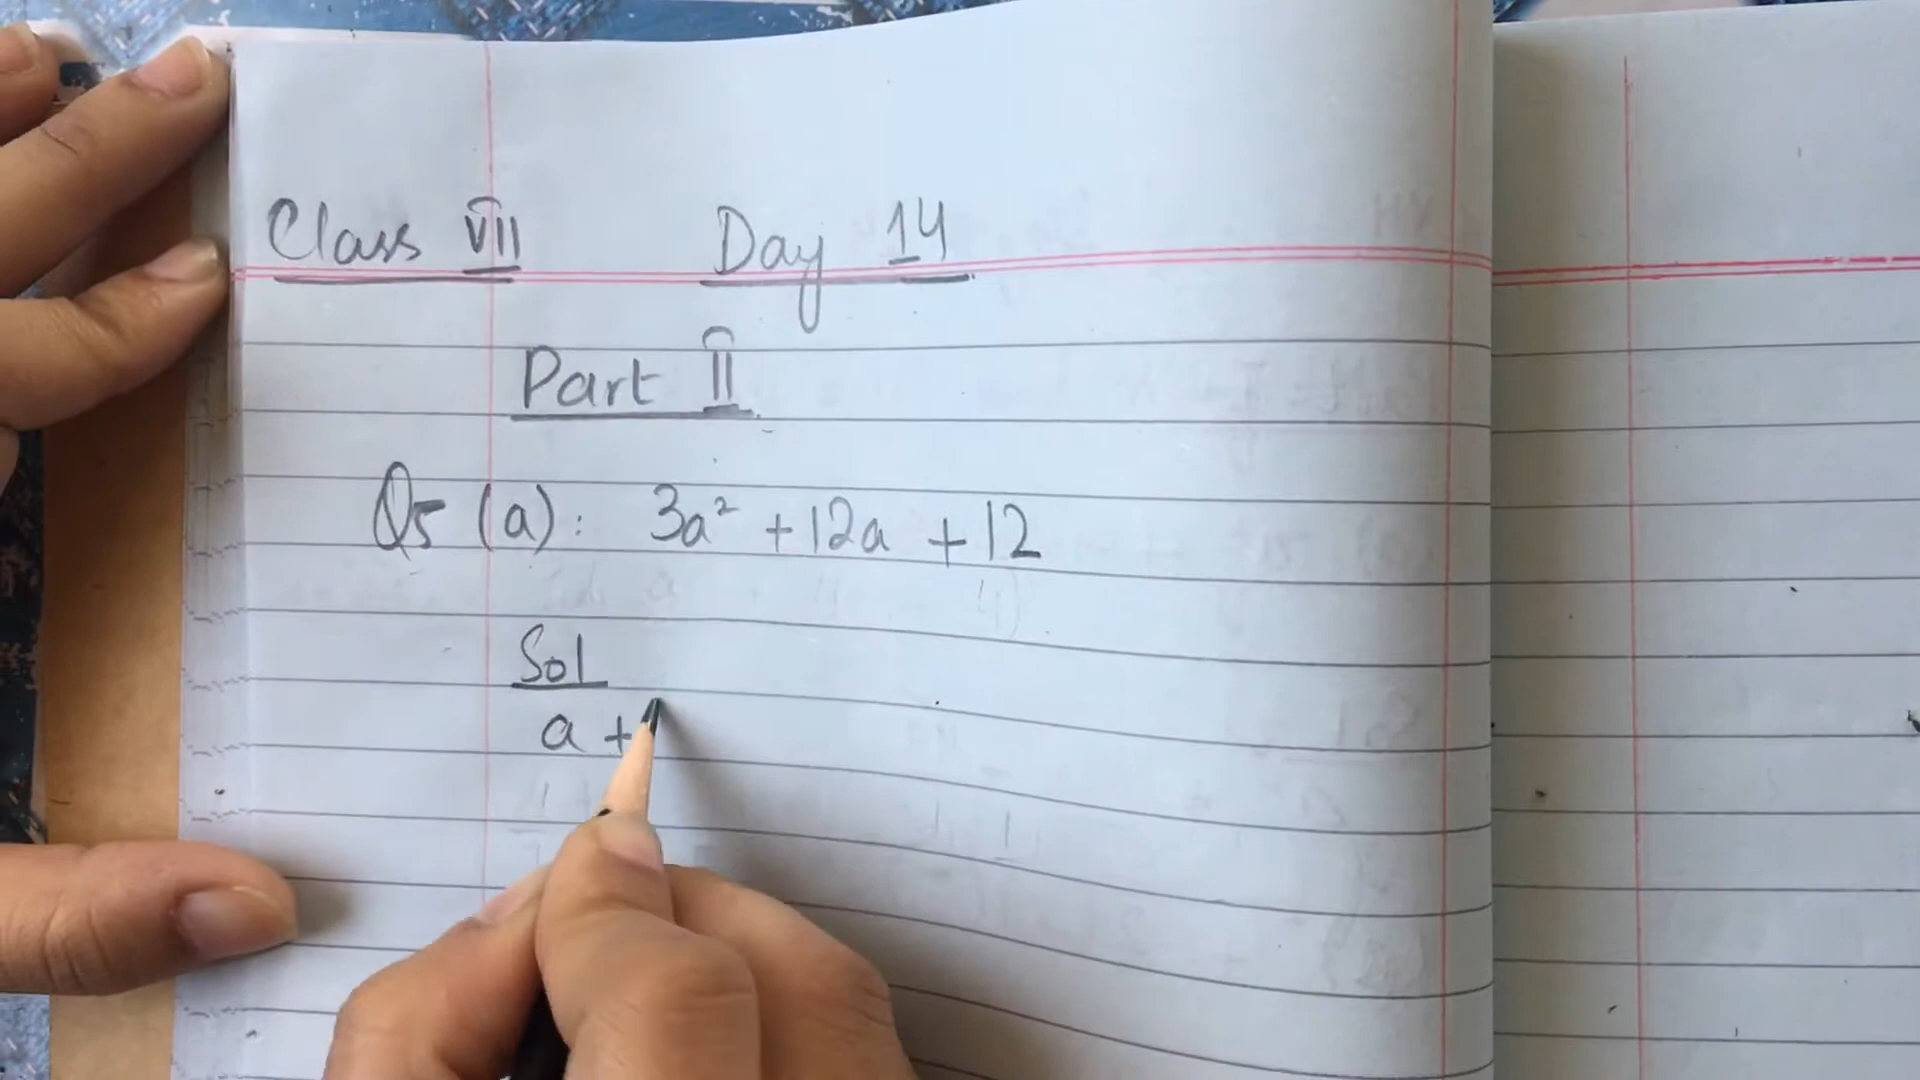 Class VII Day 14
Part II
Q5 (a): 3a² + 12a + 12
Sol
a +